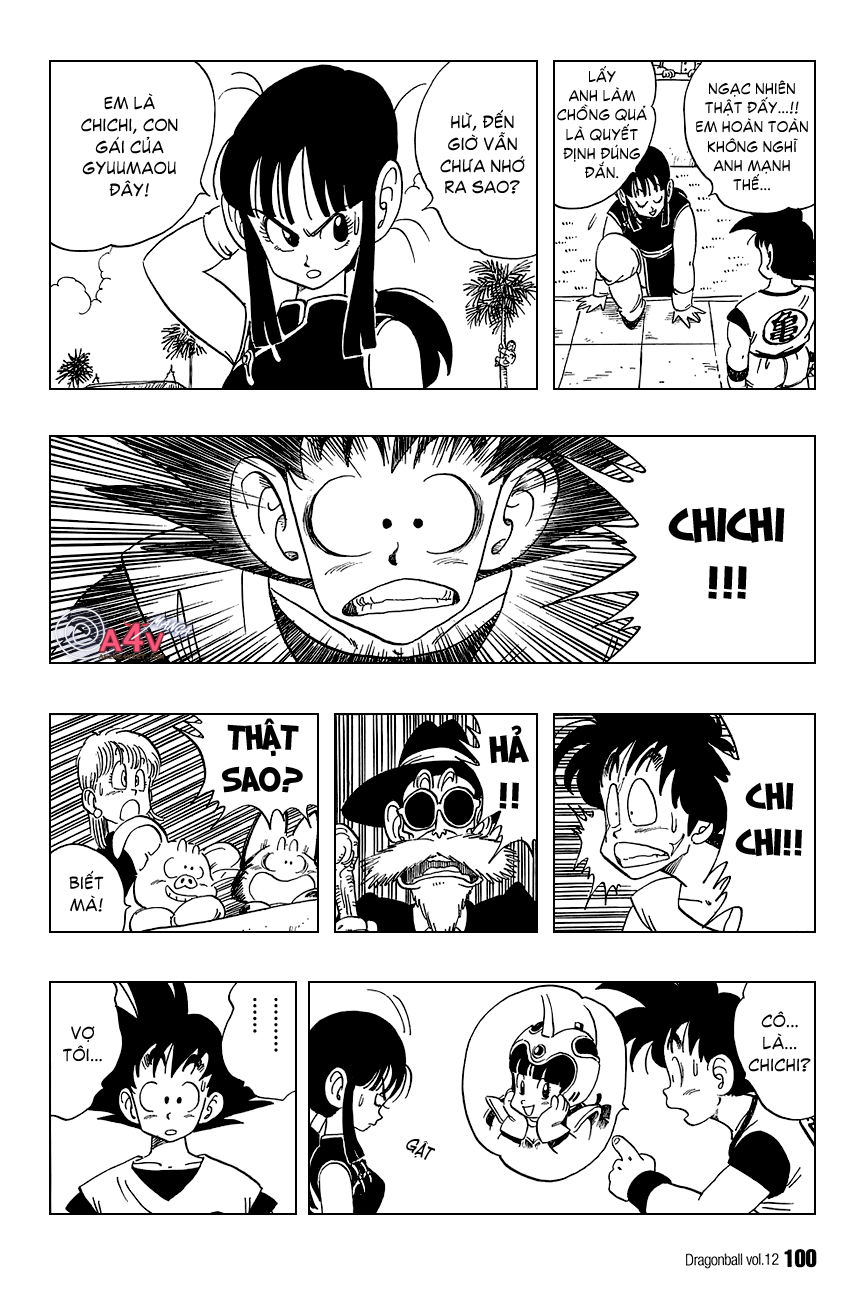 NGẠC NHIÊN
THẬT ĐẤY...!!
EM HOÀN TOÀN
KHÔNG NGHĨ
ANH MẠNH
THẾ...
LẤY
ANH LÀM
CHỒNG QUẢ
LÀ QUYẾT
ĐỊNH ĐÚNG
ĐẮN.
亀
HỪ, ĐẾN
GIỜ VẪN
CHƯA NHỚ
RA SAO?
EM LÀ
CHICHI, CON
GÁI CỦA
GYUUMAOU
ĐÂY!
CHICHI
!!!
A4V
CHI
CHI!!
HẢ
!!
THẬT
SAO?
BIẾT
MÀ!
CÔ...
LÀ...
CHICHI?
GẬT
VỢ
TÔI...
Dragonball vol.12 100